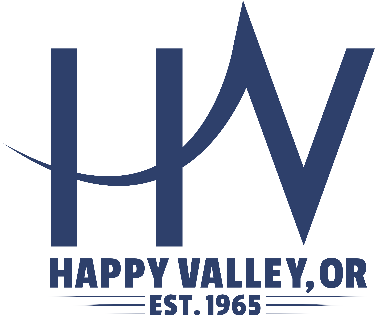 HV
HAPPY VALLEY, OR
EST. 1965